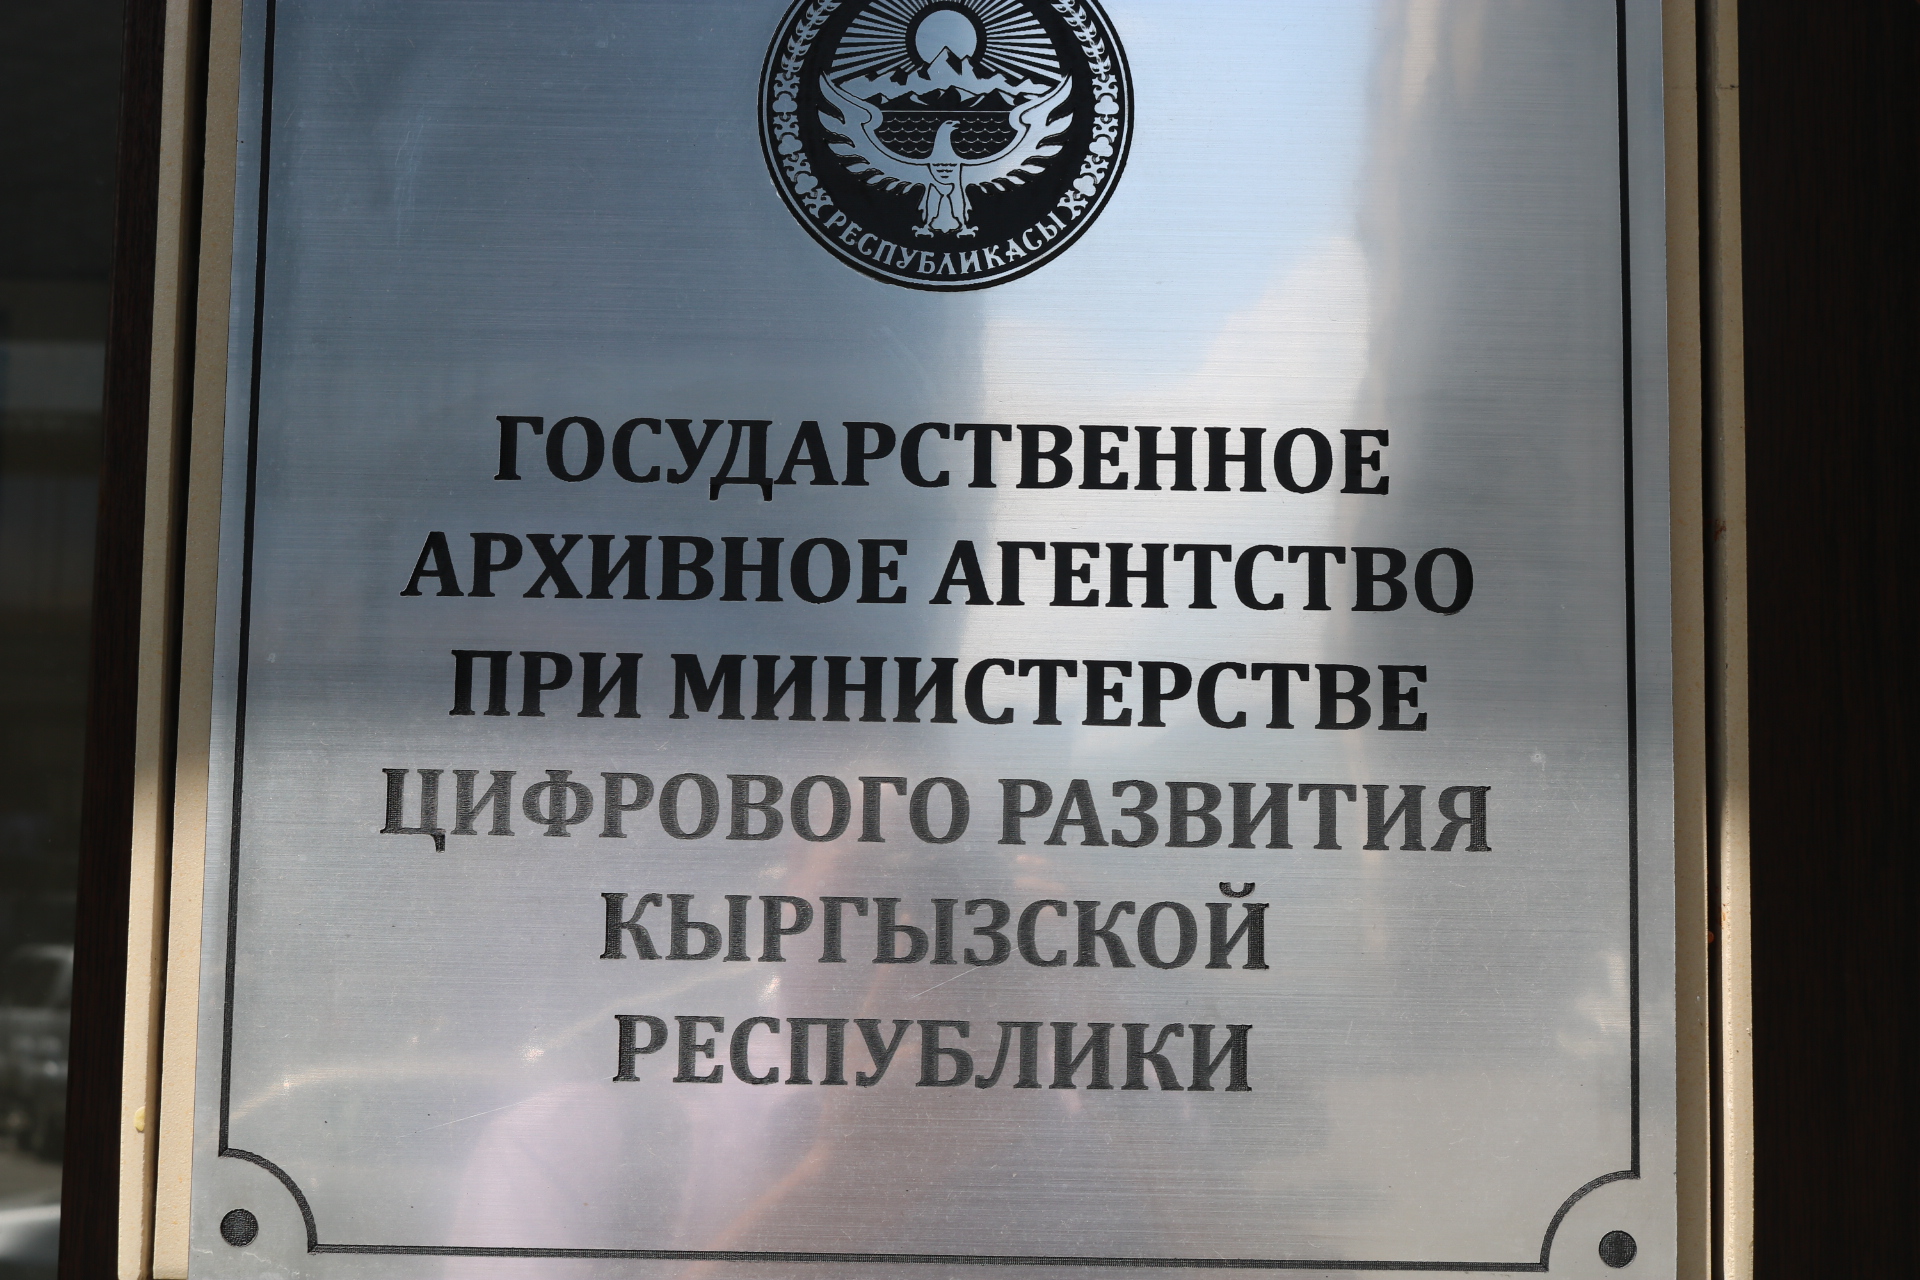 РЕСПУБЛИКАСЫ
ГОСУДАРСТВЕННОЕ
АРХИВНОЕ АГЕНТСТВО
ПРИ МИНИСТЕРСТВЕ
ЦИФРОВОГО РАЗВИТИЯ
КЫРГЫЗСКОЙ
РЕСПУБЛИКИ